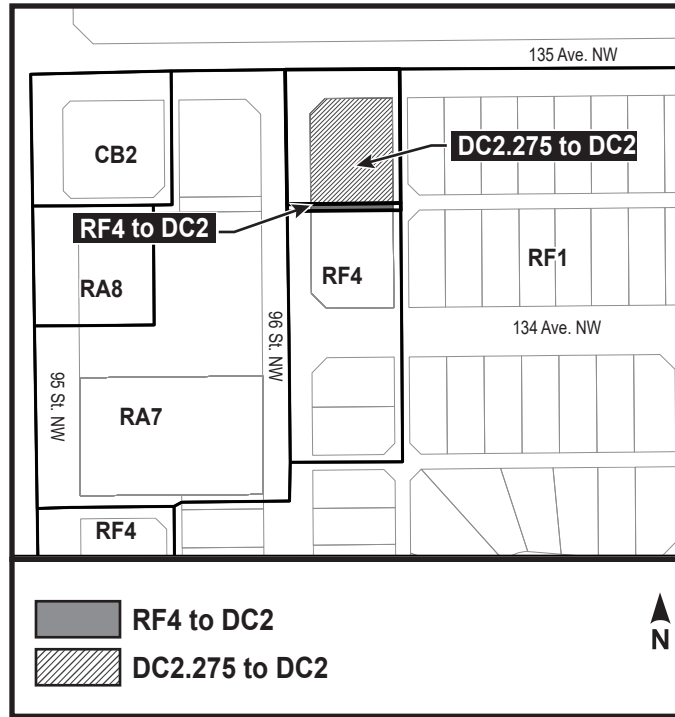 135 Ave. NW
CB2
DC2.275 to DC2
RF4 to DC2
RF4
RF1
RA8
96 St. NW
134 Ave. NW
95 St. NW
RA7
RF4
RF4 to DC2
DC2.275 to DC2
N